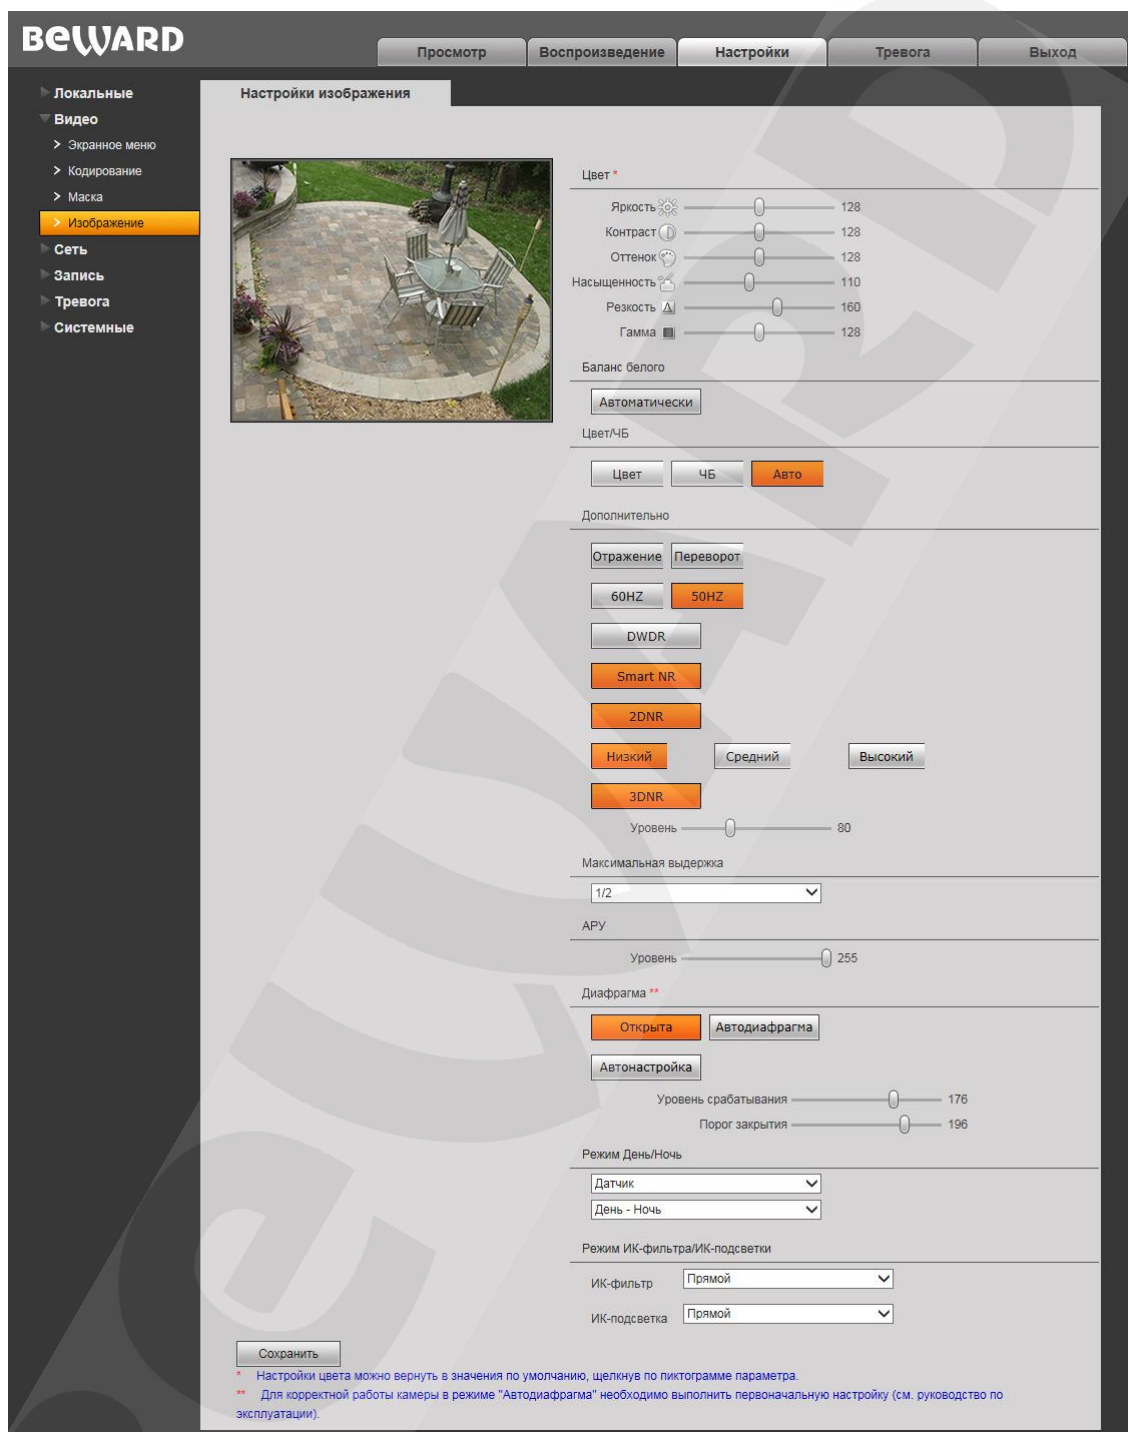 BEWARD
Просмотр Воспроизведение Настройки Тревога Выход
Локальные
Видео
Экранное меню
Кодирование
Маска
Изображение
Сеть
Запись
Тревога
Системные
Настройки изображения
Цвет *
Яркость 128
Контраст 128
Оттенок 128
Насыщенность 110
Резкость 160
Гамма 128
Баланс белого
Автоматически
Цвет/ЧБ
Цвет ЧБ Авто
Дополнительно
Отражение Переворот
60HZ 50HZ
DWDR
Smart NR
2DNR
Низкий Средний Высокий
3DNR
Уровень 80
Максимальная выдержка
1/2
АРУ
Уровень 255
Диафрагма **
Открыта Автодиафрагма
Автонастройка
Уровень срабатывания 176
Порог закрытия 196
Режим День/Ночь
Датчик
День - Ночь
Режим ИК-фильтра/ИК-подсветки
ИК-фильтр Прямой
ИК-подсветка Прямой
Сохранить
* Настройки цвета можно вернуть в значения по умолчанию, щелкнув по пиктограмме параметра.
** Для корректной работы камеры в режиме "Автодиафрагма" необходимо выполнить первоначальную настройку (см. руководство по
эксплуатации).